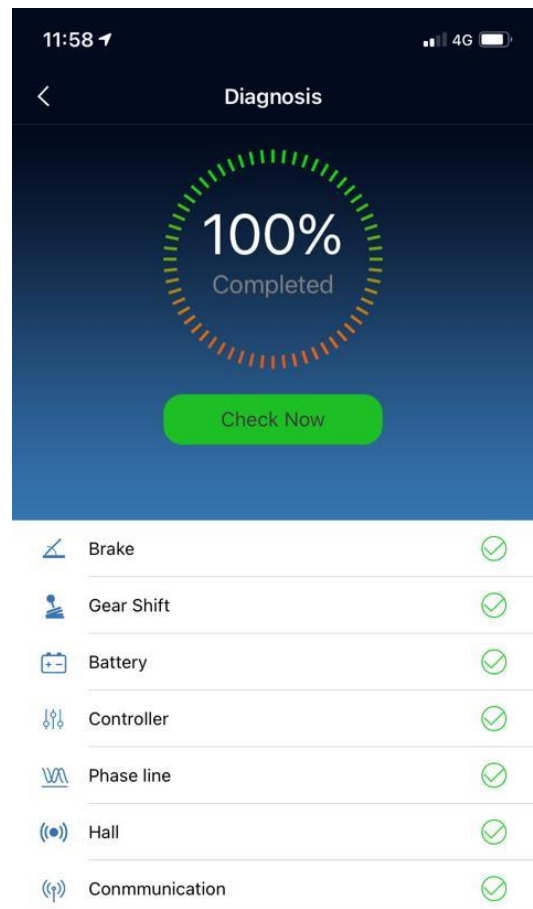 11:58
4G
Diagnosis
100%
Completed
Check Now
Brake
Gear Shift
Battery
Controller
Phase line
Hall
Conmmunication